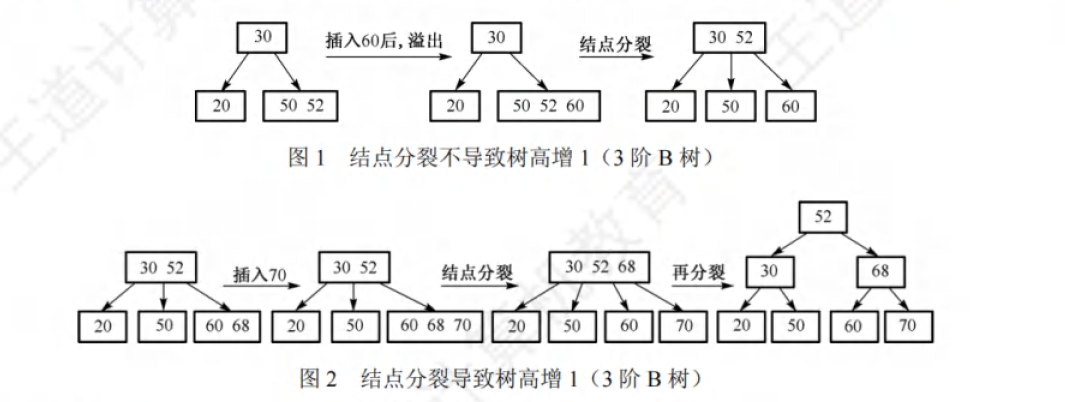 30 插入60后,溢出 30 结点分裂 30 52
20 50 52 20 50 52 60 20 50 60
图 1 结点分裂不导致树高增 1（3 阶 B 树）
52
30 52 插入70 30 52 结点分裂 30 52 68 再分裂 30 68
20 50 60 68 20 50 60 68 70 20 50 60 70 20 50 60 70
图 2 结点分裂导致树高增 1（3 阶 B 树）